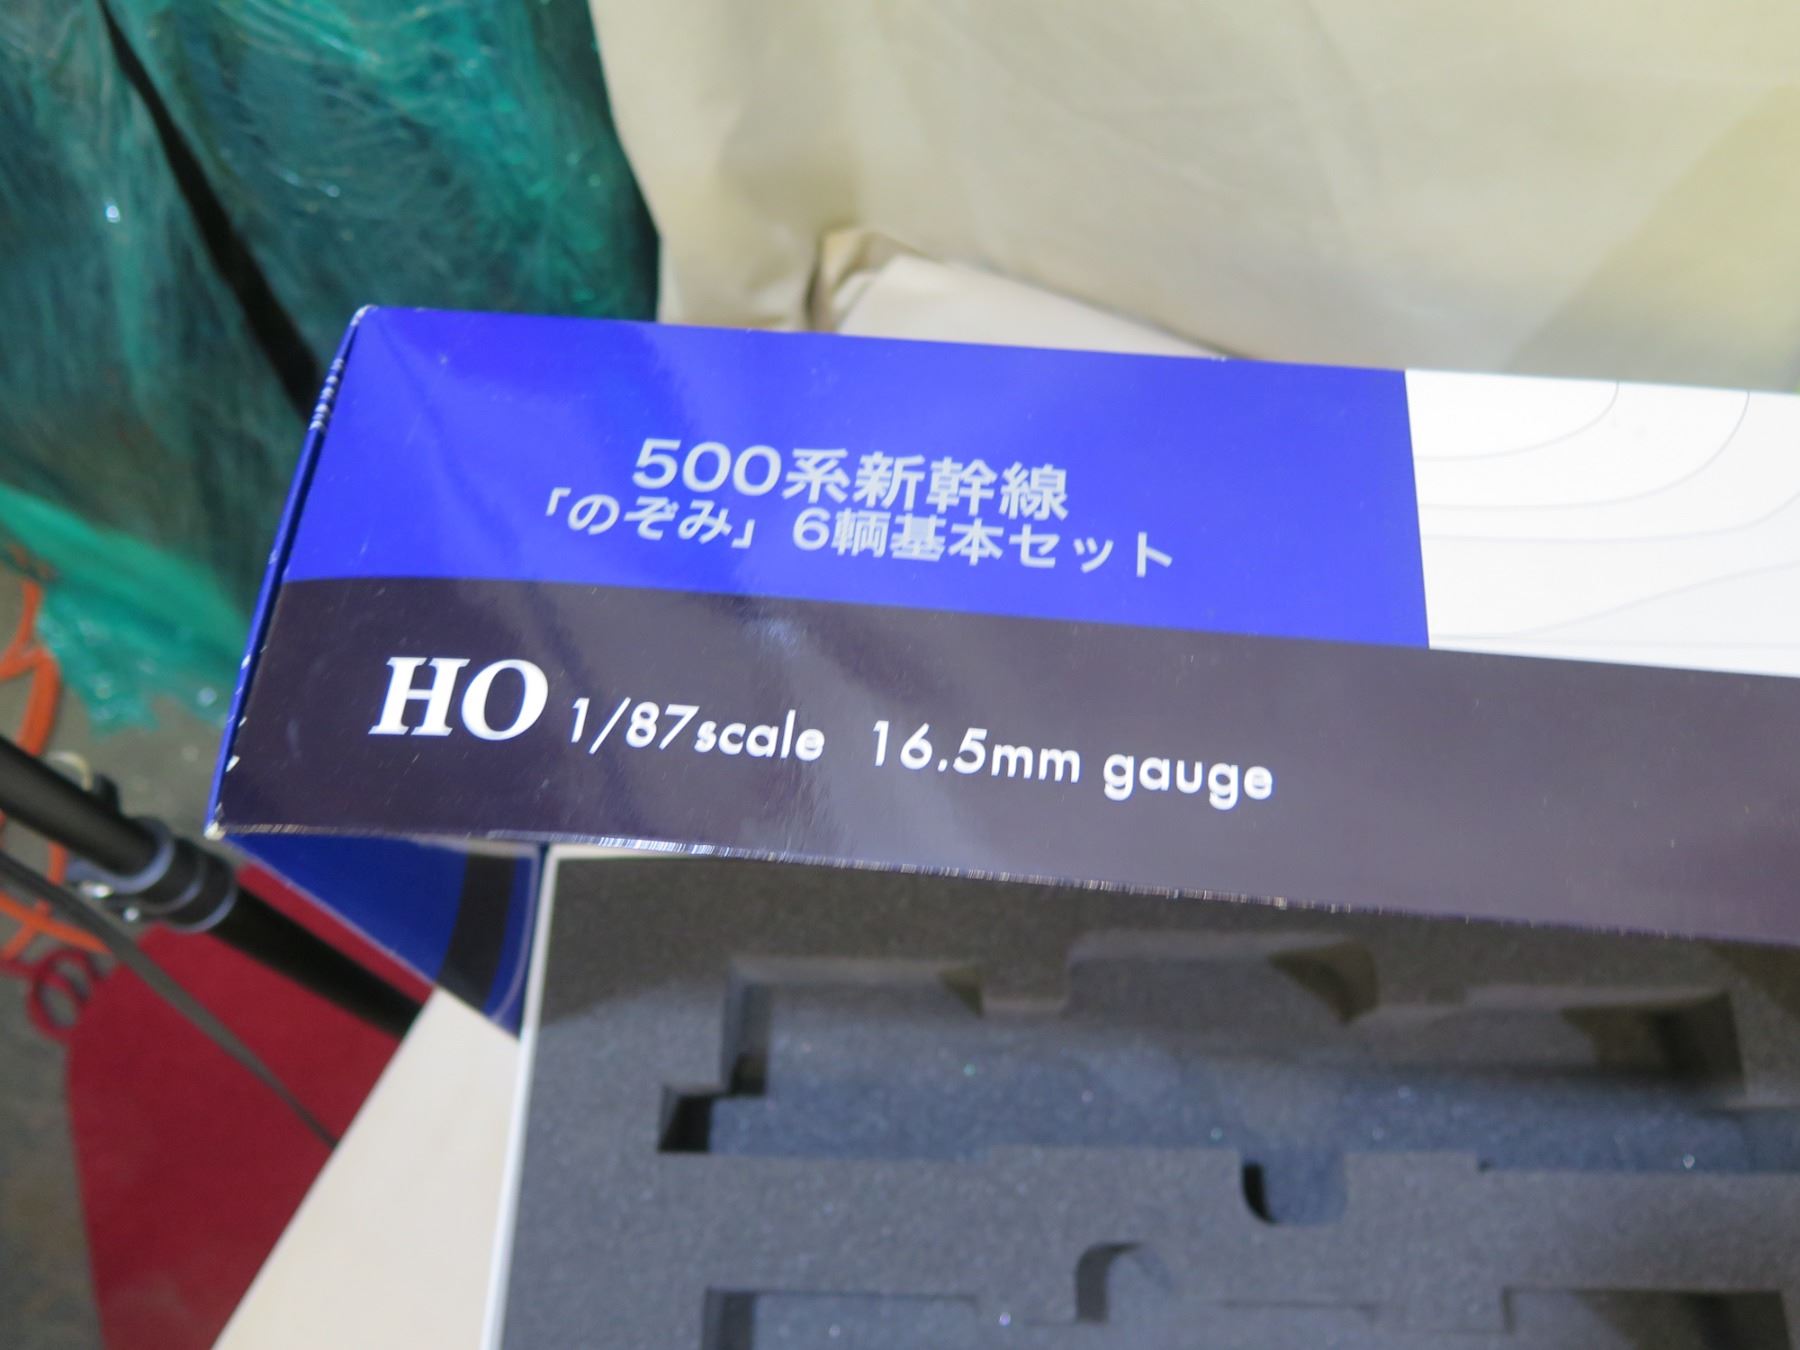 500系新幹線
「のぞみ」6輌基本セット
HO 1/87scale 16.5mm gauge